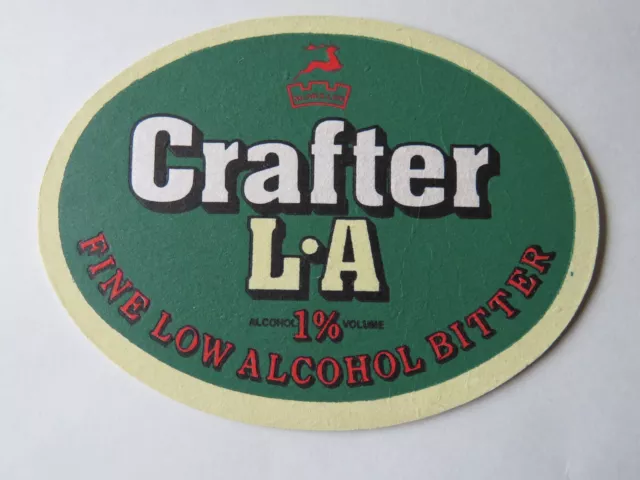 Crafter
L·A
ALCOHOL 1% VOLUME
FINE LOW ALCOHOL BITTER